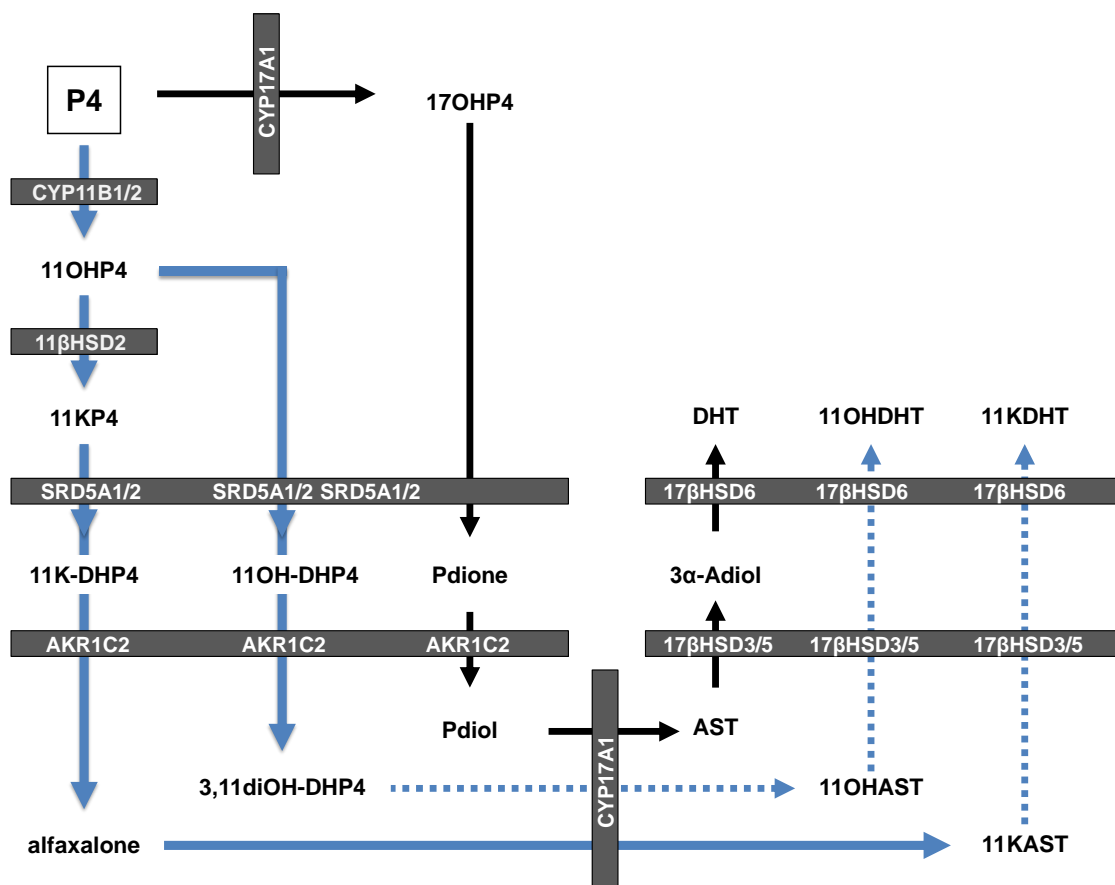 P4
CYP17A1
17OHP4
CYP11B1/2
11OHP4
11βHSD2
11KP4
DHT 11OHDHT 11KDHT
SRD5A1/2 SRD5A1/2 SRD5A1/2 17βHSD6 17βHSD6 17βHSD6
11K-DHP4 11OH-DHP4 Pdione 3α-Adiol
AKR1C2 AKR1C2 AKR1C2 17βHSD3/5 17βHSD3/5 17βHSD3/5
Pdiol CYP17A1 AST
3,11diOH-DHP4 11OHAST
alfaxalone 11KAST